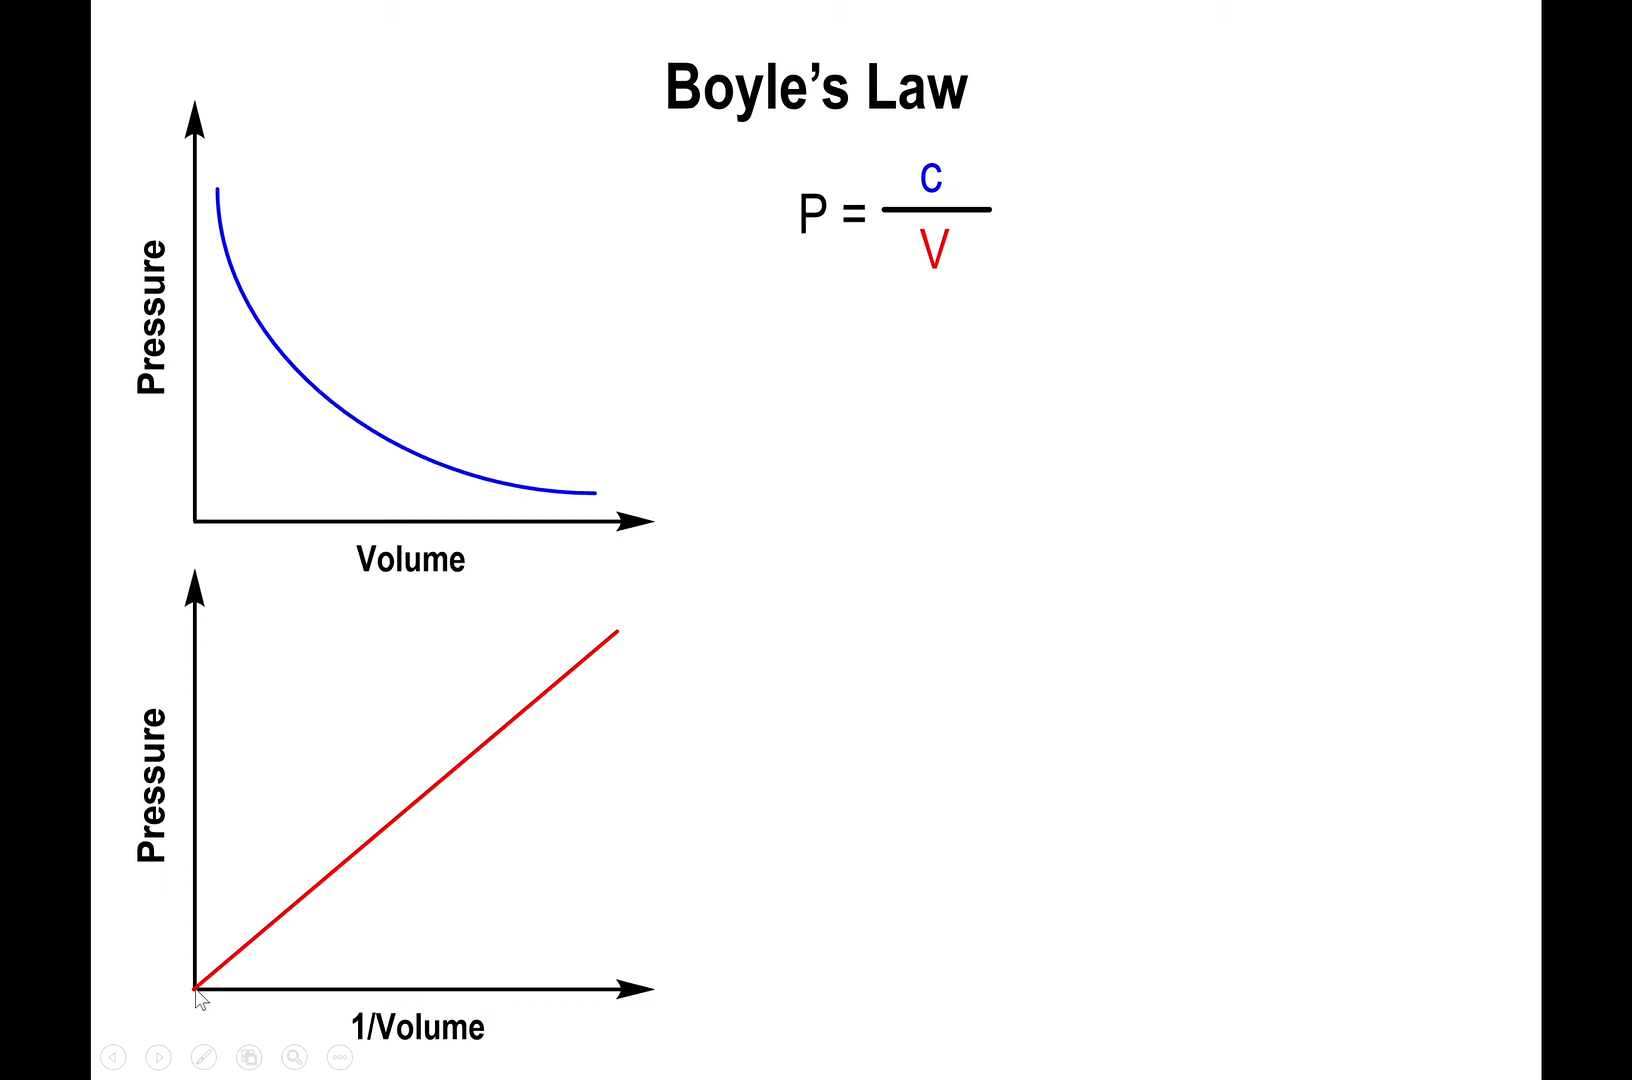 Boyle’s Law
P = c
V
Pressure
Volume
Pressure
1/Volume